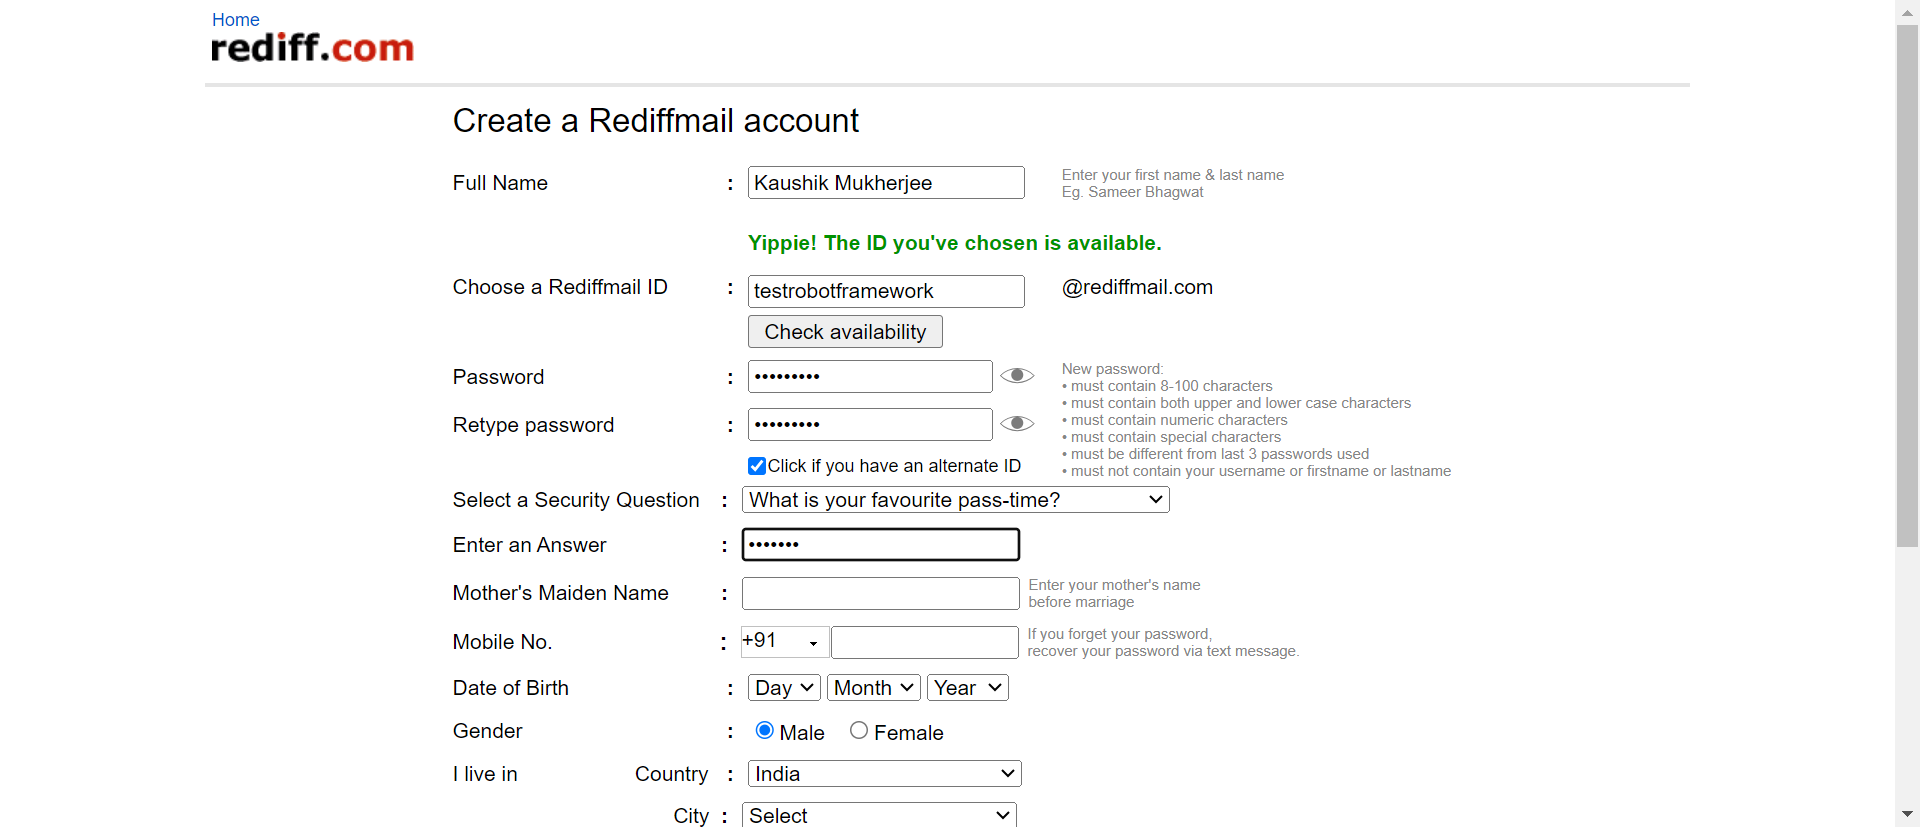 Home
rediff.com
Create a Rediffmail account
Full Name : Kaushik Mukherjee Enter your first name & last name
Eg. Sameer Bhagwat
Yippie! The ID you've chosen is available.
Choose a Rediffmail ID : testrobotframework @rediffmail.com
Check availability
Password : •••••••••
New password:
• must contain 8-100 characters
• must contain both upper and lower case characters
• must contain numeric characters
• must contain special characters
• must be different from last 3 passwords used
• must not contain your username or firstname or lastname
Retype password : •••••••••
Click if you have an alternate ID
Select a Security Question : What is your favourite pass-time?
Enter an Answer : •••••••
Mother's Maiden Name : Enter your mother's name
before marriage
Mobile No. : +91 If you forget your password,
recover your password via text message.
Date of Birth : Day Month Year
Gender : Male Female
I live in Country : India
City : Select